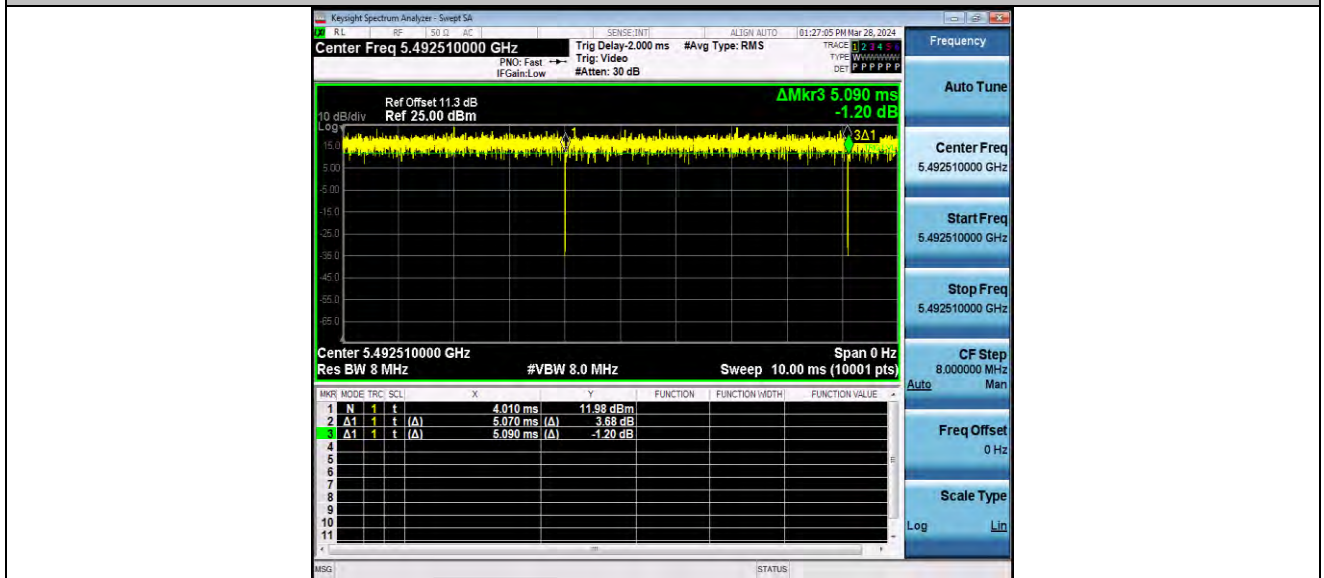 Keysight Spectrum Analyzer - Swept SA
RL RF 50 Ω AC SENSE:INT ALIGN AUTO 01:27:05 PM Mar 28, 2024
Center Freq 5.492510000 GHz
PNO: Fast
IFGain:Low
Trig Delay-2.000 ms
Trig: Video
#Atten: 30 dB
#Avg Type: RMS
TRACE 1 2 3 4 5 6
TYPE WWWWWW
DET P P P P P P
Ref Offset 11.3 dB
Ref 25.00 dBm
10 dB/div
Log
ΔMkr3 5.090 ms
-1.20 dB
1
3Δ1
15.0
5.00
-5.00
-15.0
-25.0
-35.0
-45.0
-55.0
-65.0
Center 5.492510000 GHz Span 0 Hz
Res BW 8 MHz #VBW 8.0 MHz Sweep 10.00 ms (10001 pts)
MKR MODE TRC SCL X Y FUNCTION FUNCTION WIDTH FUNCTION VALUE
1 N 1 t 4.010 ms 11.98 dBm
2 Δ1 1 t (Δ) 5.070 ms (Δ) 3.68 dB
3 Δ1 1 t (Δ) 5.090 ms (Δ) -1.20 dB
4
5
6
7
8
9
10
11
MSG STATUS
Frequency
Auto Tune
Center Freq
5.492510000 GHz
Start Freq
5.492510000 GHz
Stop Freq
5.492510000 GHz
CF Step
8.000000 MHz
Auto Man
Freq Offset
0 Hz
Scale Type
Log Lin